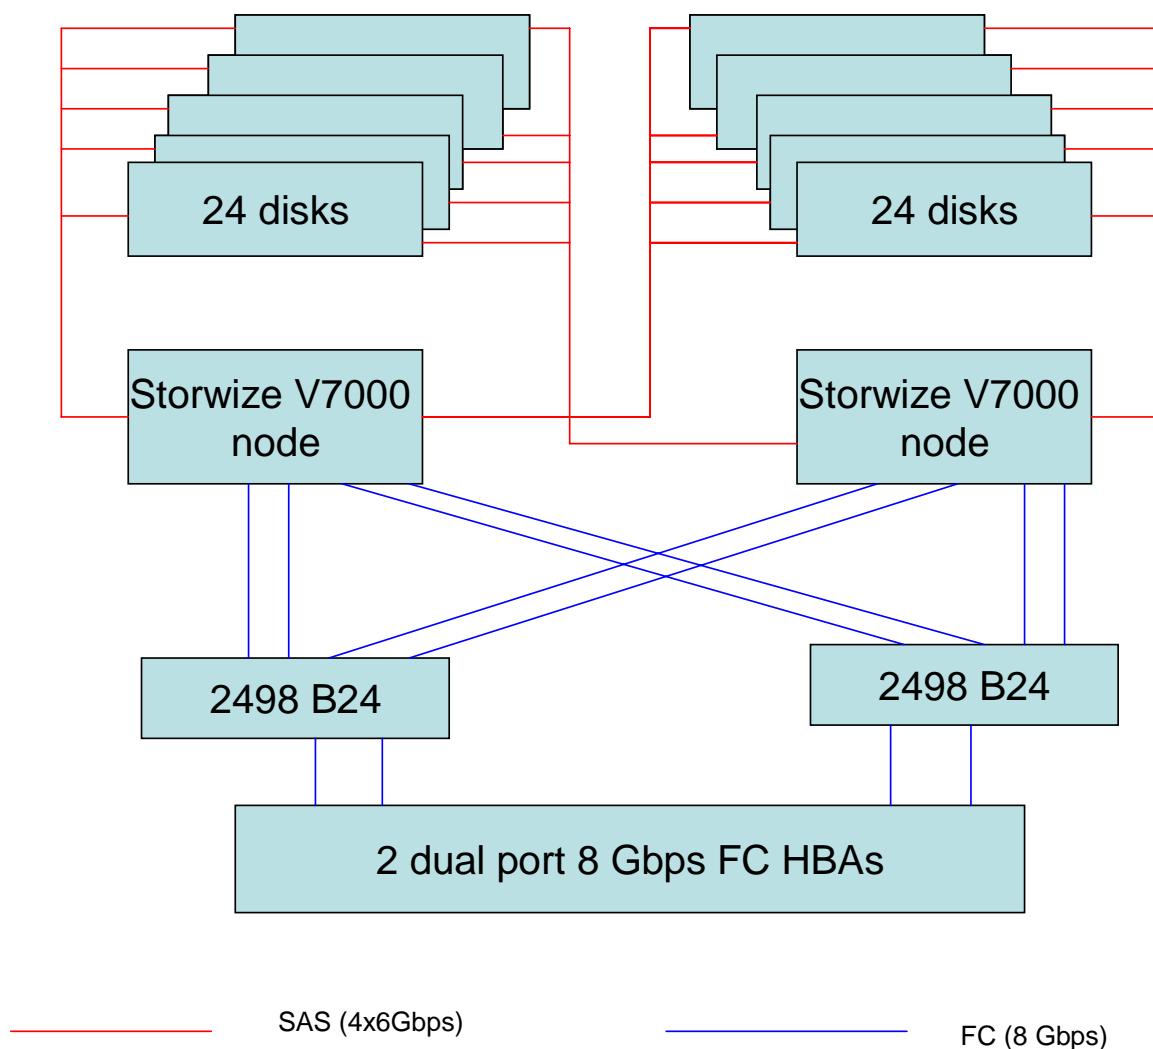 24 disks
24 disks
Storwize V7000
node
Storwize V7000
node
2498 B24
2498 B24
2 dual port 8 Gbps FC HBAs
SAS (4x6Gbps)
FC (8 Gbps)